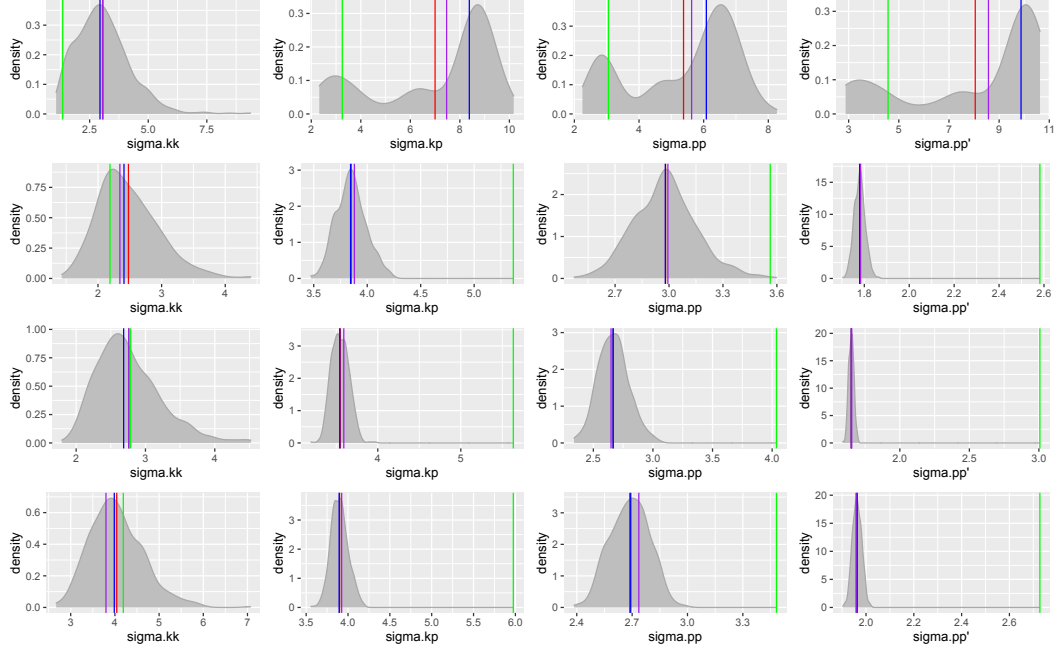 density
0.3
0.2
0.1
0.0
2.5 5.0 7.5
sigma.kk
density
0.3
0.2
0.1
0.0
2 4 6 8 10
sigma.kp
density
0.3
0.2
0.1
0.0
2 4 6 8
sigma.pp
density
0.3
0.2
0.1
0.0
3 5 7 9 11
sigma.pp'
density
0.75
0.50
0.25
0.00
2 3 4
sigma.kk
density
3
2
1
0
3.5 4.0 4.5 5.0
sigma.kp
density
2
1
0
2.7 3.0 3.3 3.6
sigma.pp
density
15
10
5
0
1.8 2.0 2.2 2.4 2.6
sigma.pp'
density
1.00
0.75
0.50
0.25
0.00
2 3 4
sigma.kk
density
3
2
1
0
4 5
sigma.kp
density
3
2
1
0
2.5 3.0 3.5 4.0
sigma.pp
density
20
15
10
5
0
2.0 2.5 3.0
sigma.pp'
density
0.6
0.4
0.2
0.0
3 4 5 6 7
sigma.kk
density
3
2
1
0
3.5 4.0 4.5 5.0 5.5 6.0
sigma.kp
density
3
2
1
0
2.4 2.7 3.0 3.3
sigma.pp
density
20
15
10
5
0
2.0 2.2 2.4 2.6
sigma.pp'